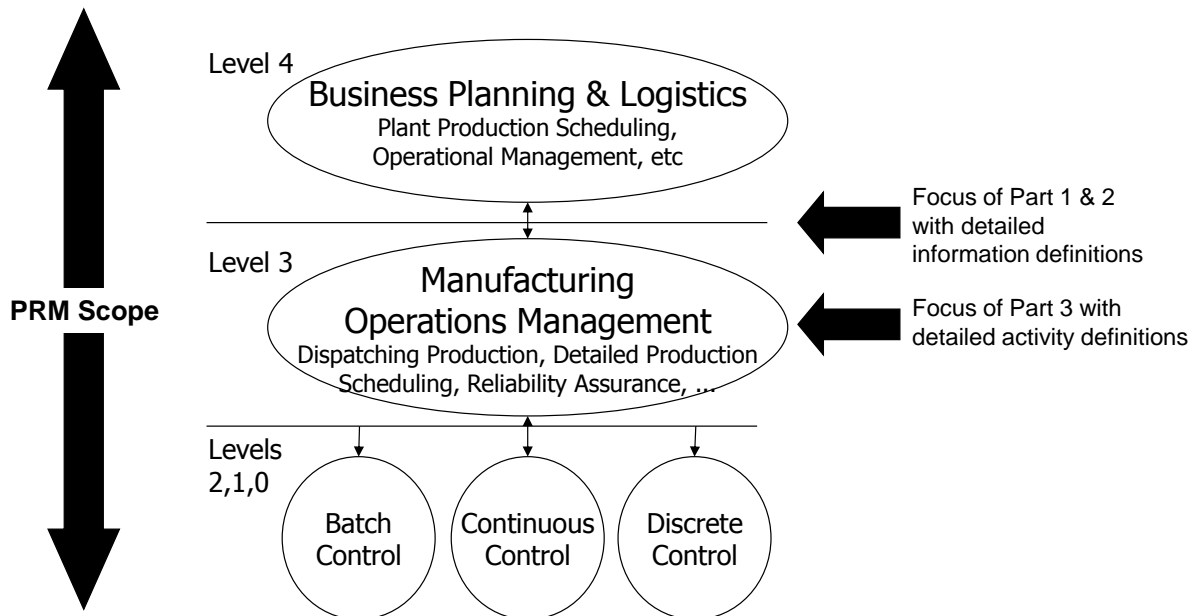 Level 4
Business Planning & Logistics
Plant Production Scheduling,
Operational Management, etc
Focus of Part 1 & 2
with detailed
information definitions
Level 3
Manufacturing
Operations Management
Dispatching Production, Detailed Production
Scheduling, Reliability Assurance, ...
PRM Scope
Focus of Part 3 with
detailed activity definitions
Levels
2,1,0
Batch
Control
Continuous
Control
Discrete
Control